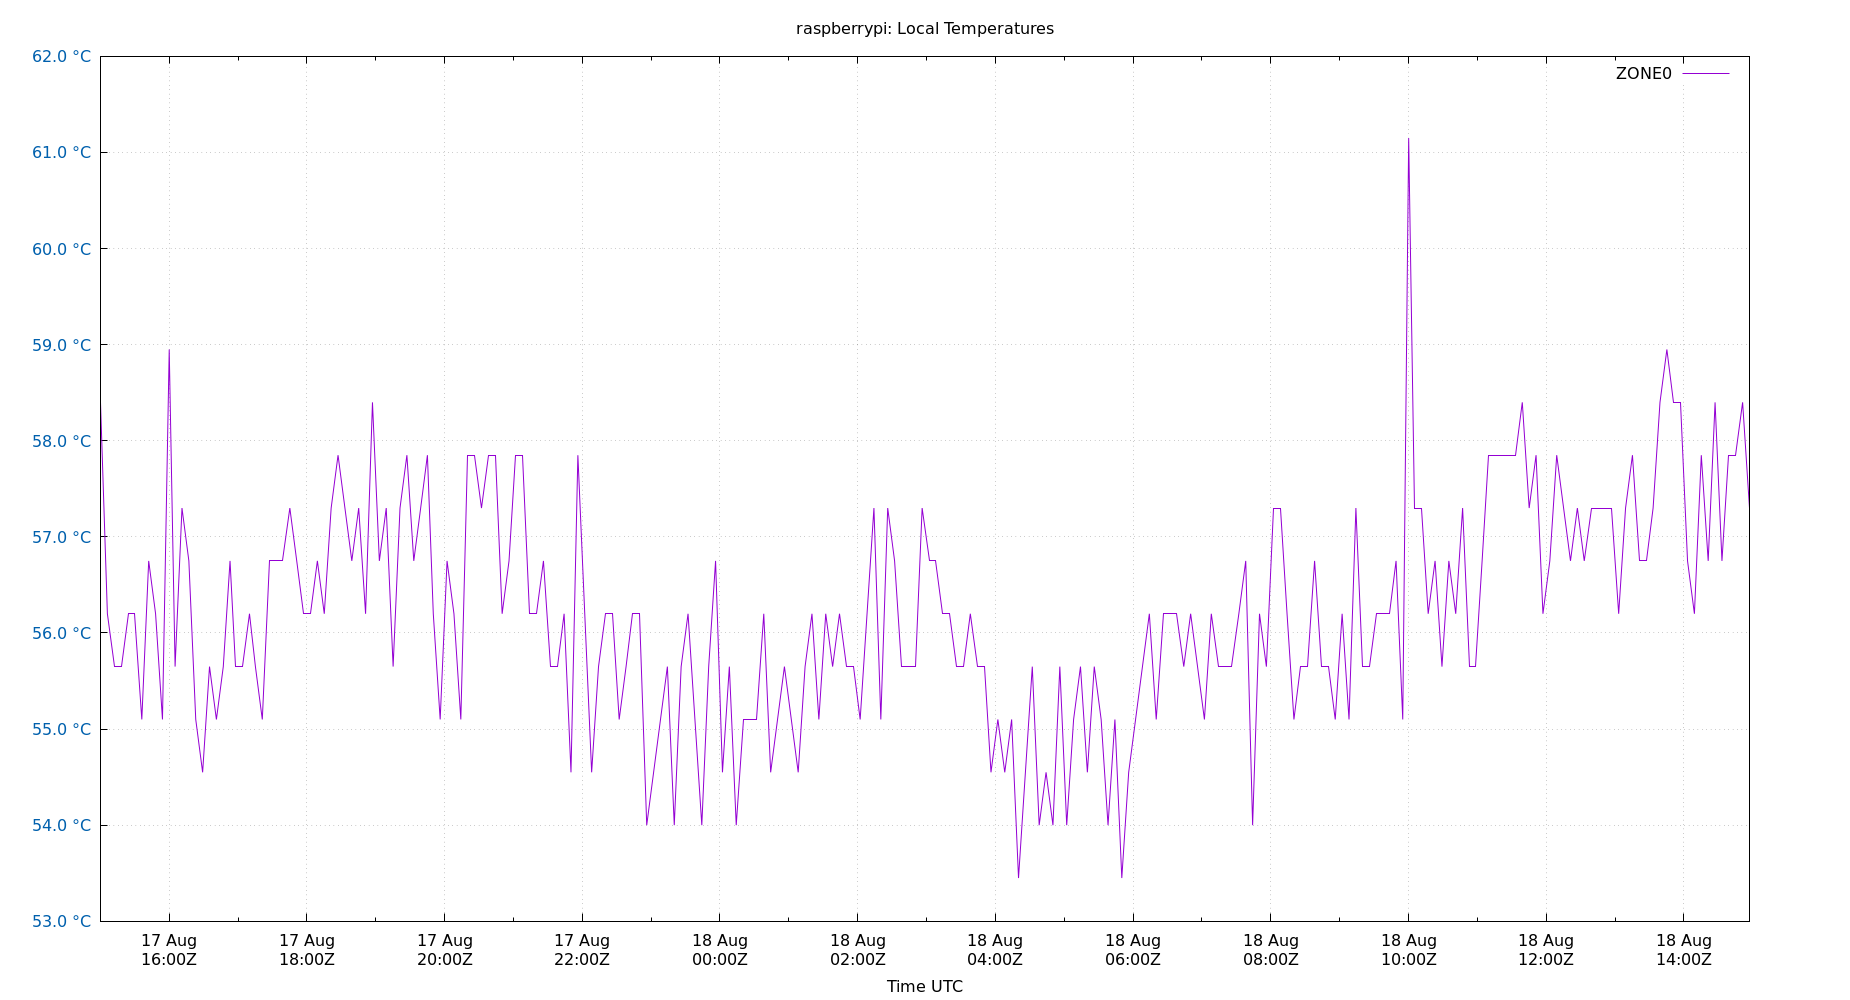 raspberrypi: Local Temperatures
62.0 °C
ZONE0
61.0 °C
60.0 °C
59.0 °C
58.0 °C
57.0 °C
56.0 °C
55.0 °C
54.0 °C
53.0 °C
17 Aug 17 Aug 17 Aug 17 Aug 18 Aug 18 Aug 18 Aug 18 Aug 18 Aug 18 Aug 18 Aug 18 Aug
16:00Z 18:00Z 20:00Z 22:00Z 00:00Z 02:00Z 04:00Z 06:00Z 08:00Z 10:00Z 12:00Z 14:00Z
Time UTC